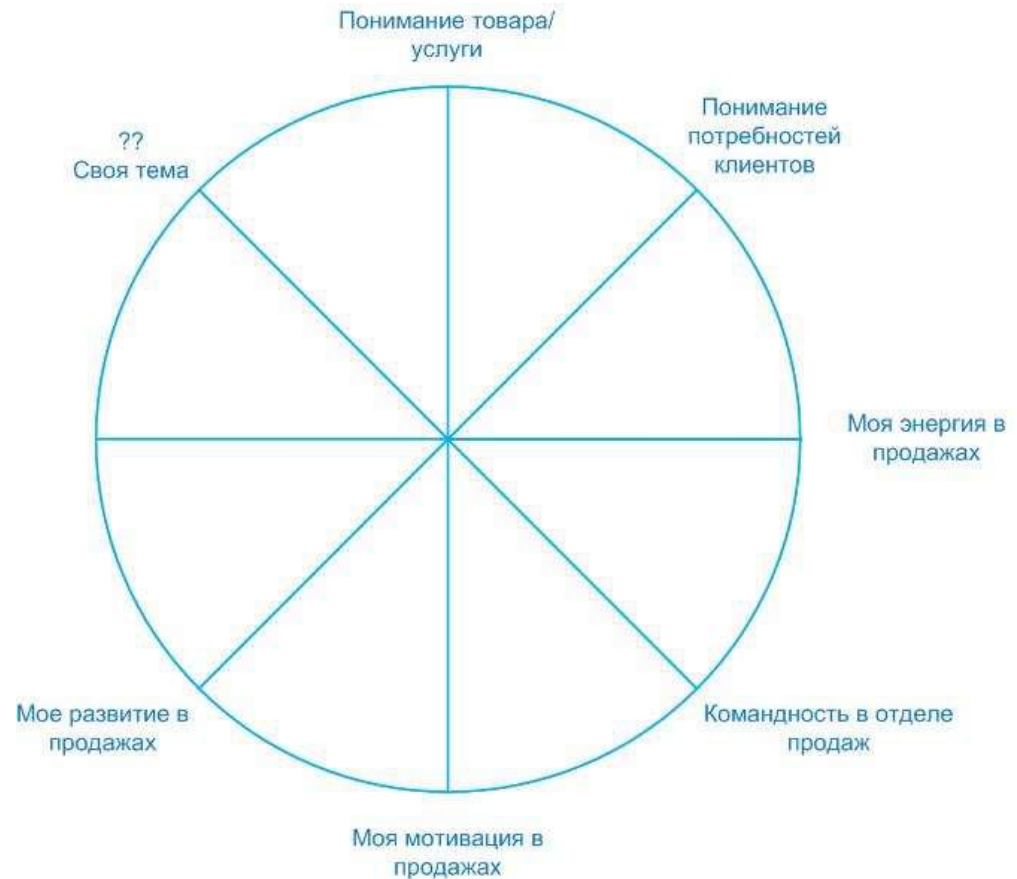 Понимание товара/
услуги
Понимание
потребностей
клиентов
??
Своя тема
Моя энергия в
продажах
Мое развитие в
продажах
Командность в отделе
продаж
Моя мотивация в
продажах